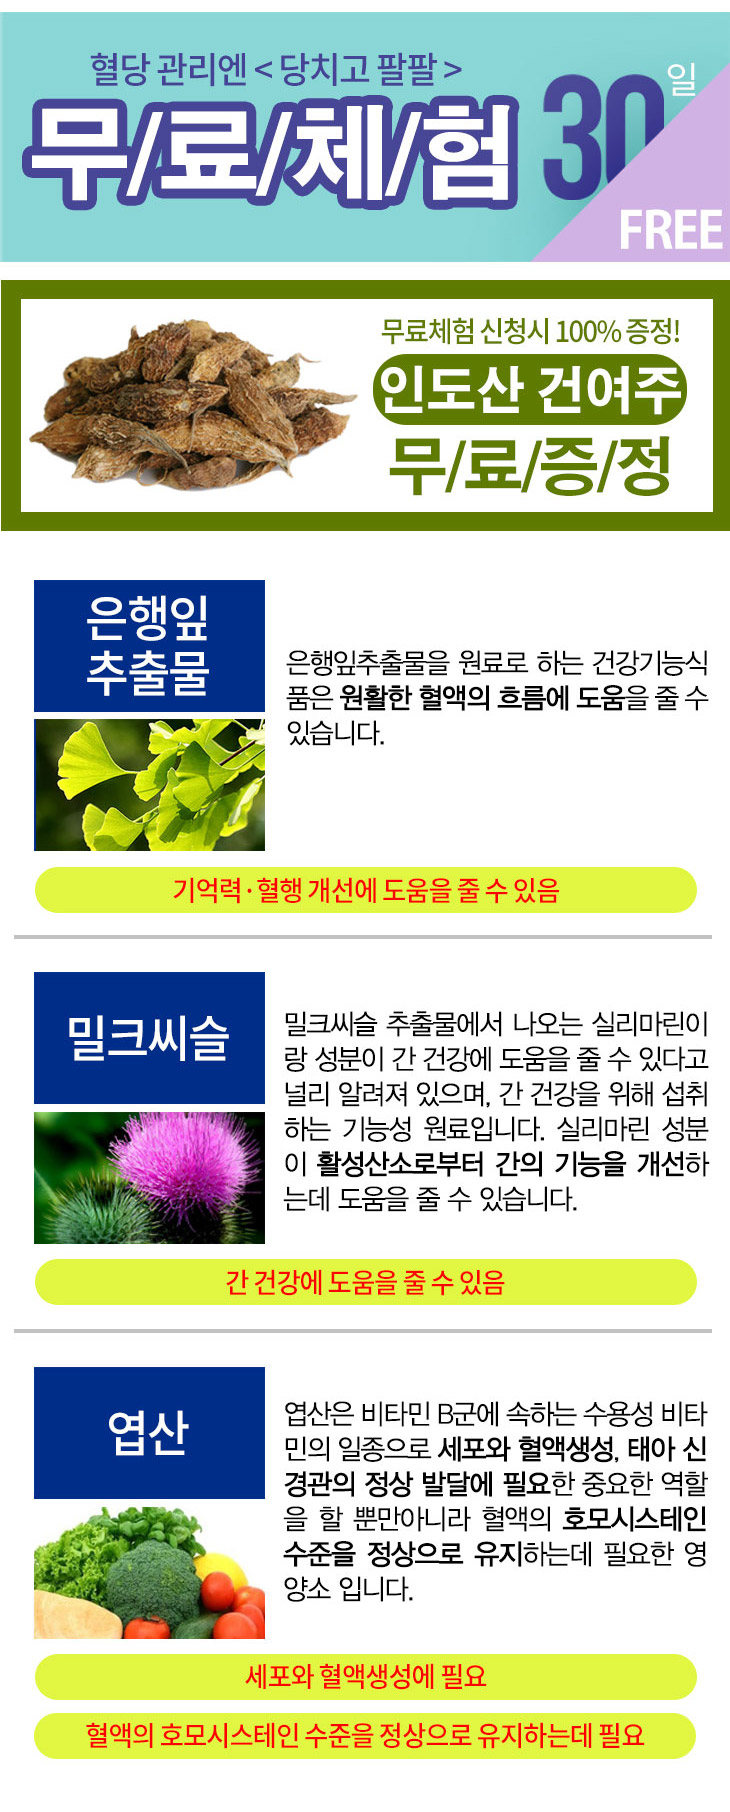 혈당 관리엔 < 당치고 팔팔 >
무/료/체/험
30일
FREE
무료체험 신청시 100% 증정!
인도산 건여주
무/료/증/정
은행잎
추출물
은행잎추출물을 원료로 하는 건강기능식
품은 원활한 혈액의 흐름에 도움을 줄 수
있습니다.
기억력·혈행 개선에 도움을 줄 수 있음
밀크씨슬
밀크씨슬 추출물에서 나오는 실리마린이
랑 성분이 간 건강에 도움을 줄 수 있다고
널리 알려져 있으며, 간 건강을 위해 섭취
하는 기능성 원료입니다. 실리마린 성분
이 활성산소로부터 간의 기능을 개선하
는데 도움을 줄 수 있습니다.
간 건강에 도움을 줄 수 있음
엽산
엽산은 비타민 B군에 속하는 수용성 비타
민의 일종으로 세포와 혈액생성, 태아 신
경관의 정상 발달에 필요한 중요한 역할
을 할 뿐만아니라 혈액의 호모시스테인
수준을 정상으로 유지하는데 필요한 영
양소 입니다.
세포와 혈액생성에 필요
혈액의 호모시스테인 수준을 정상으로 유지하는데 필요